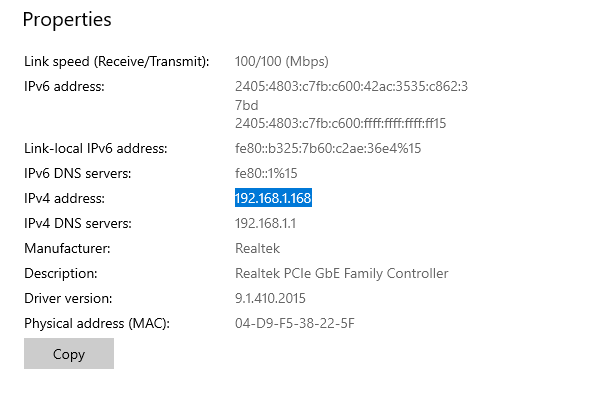 Properties
Link speed (Receive/Transmit): 100/100 (Mbps)
IPv6 address: 2405:4803:c7fb:c600:42ac:3535:c862:3
7bd
2405:4803:c7fb:c600:ffff:ffff:ffff:ff15
Link-local IPv6 address: fe80::b325:7b60:c2ae:36e4%15
IPv6 DNS servers: fe80::1%15
IPv4 address: 192.168.1.168
IPv4 DNS servers: 192.168.1.1
Manufacturer: Realtek
Description: Realtek PCIe GbE Family Controller
Driver version: 9.1.410.2015
Physical address (MAC): 04-D9-F5-38-22-5F
Copy